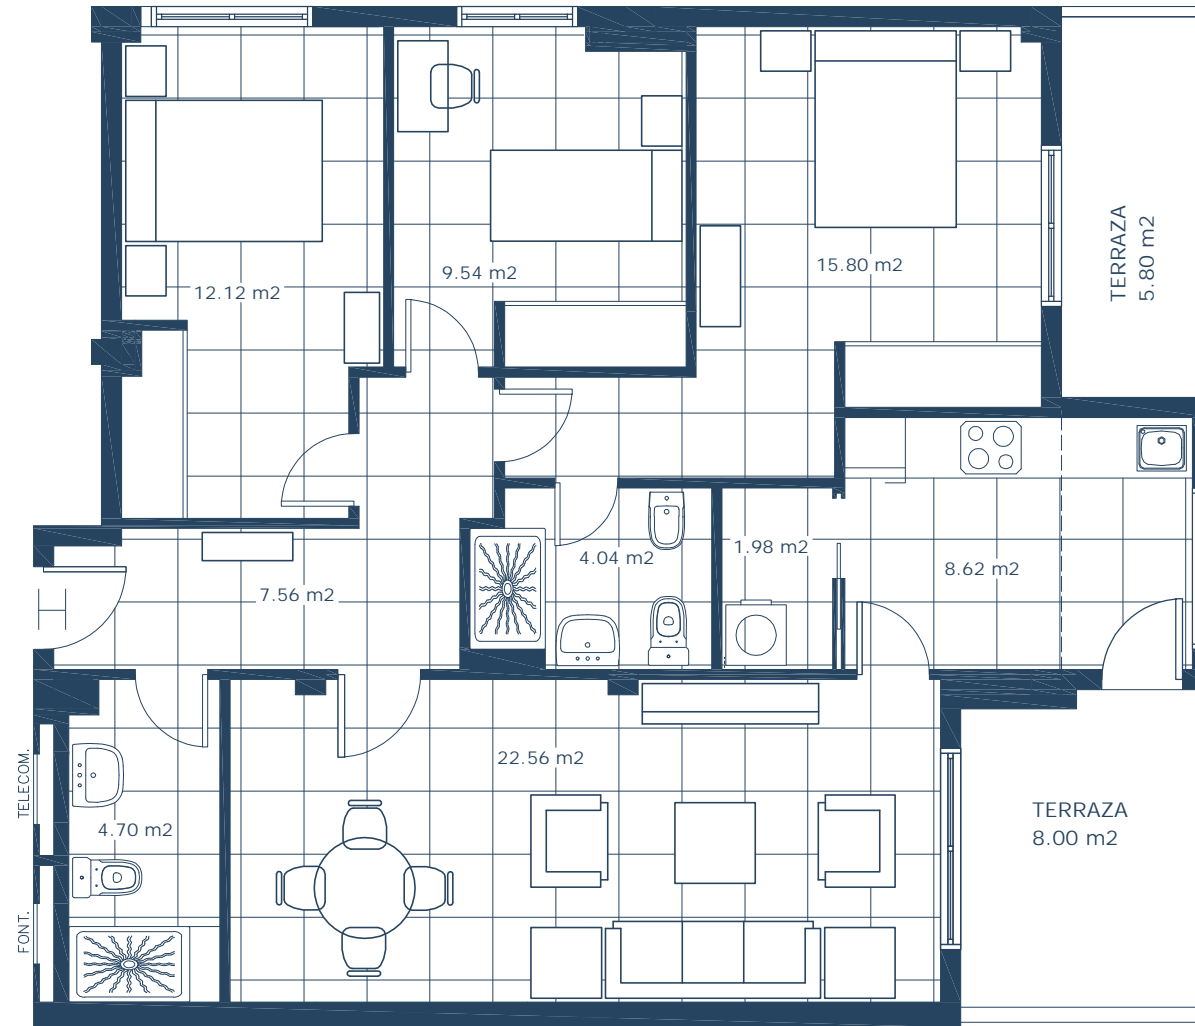 TERRAZA
5.80 m2
15.80 m2
9.54 m2
12.12 m2
1.98 m2
4.04 m2
8.62 m2
7.56 m2
22.56 m2
TELECOM.
TERRAZA
8.00 m2
4.70 m2
FONT.